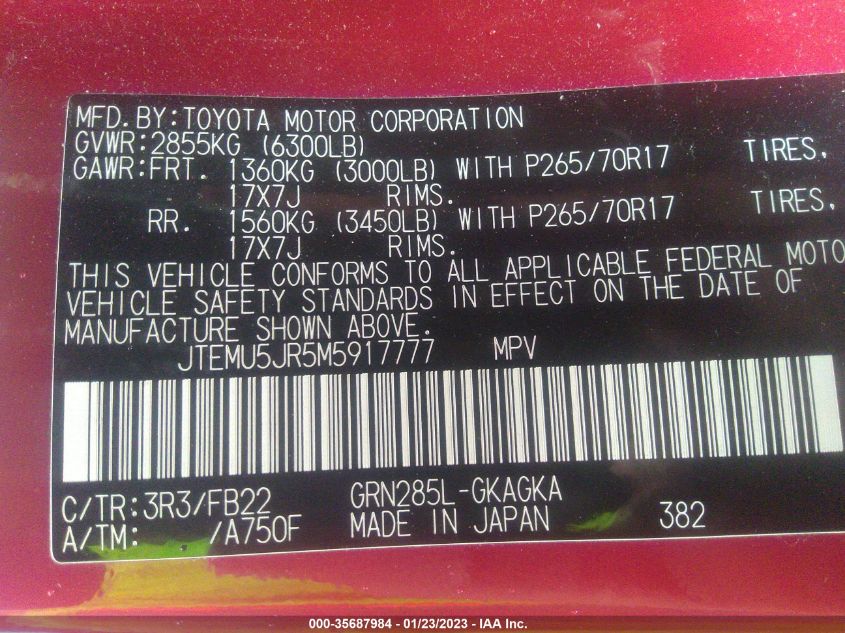 MFD. BY: TOYOTA MOTOR CORPORATION
GVWR: 2855KG (6300LB)
GAWR: FRT. 1360KG (3000LB) WITH P265/70R17 TIRES,
17X7J RIMS.
RR. 1560KG (3450LB) WITH P265/70R17 TIRES,
17X7J RIMS.
THIS VEHICLE CONFORMS TO ALL APPLICABLE FEDERAL MOTO
VEHICLE SAFETY STANDARDS IN EFFECT ON THE DATE OF
MANUFACTURE SHOWN ABOVE.
JTEMU5JR5M5917777 MPV
C/TR: 3R3/FB22 GRN285L-GKAGKA
A/TM: /A750F MADE IN JAPAN 382
000-35687984 - 01/23/2023 - IAA Inc.